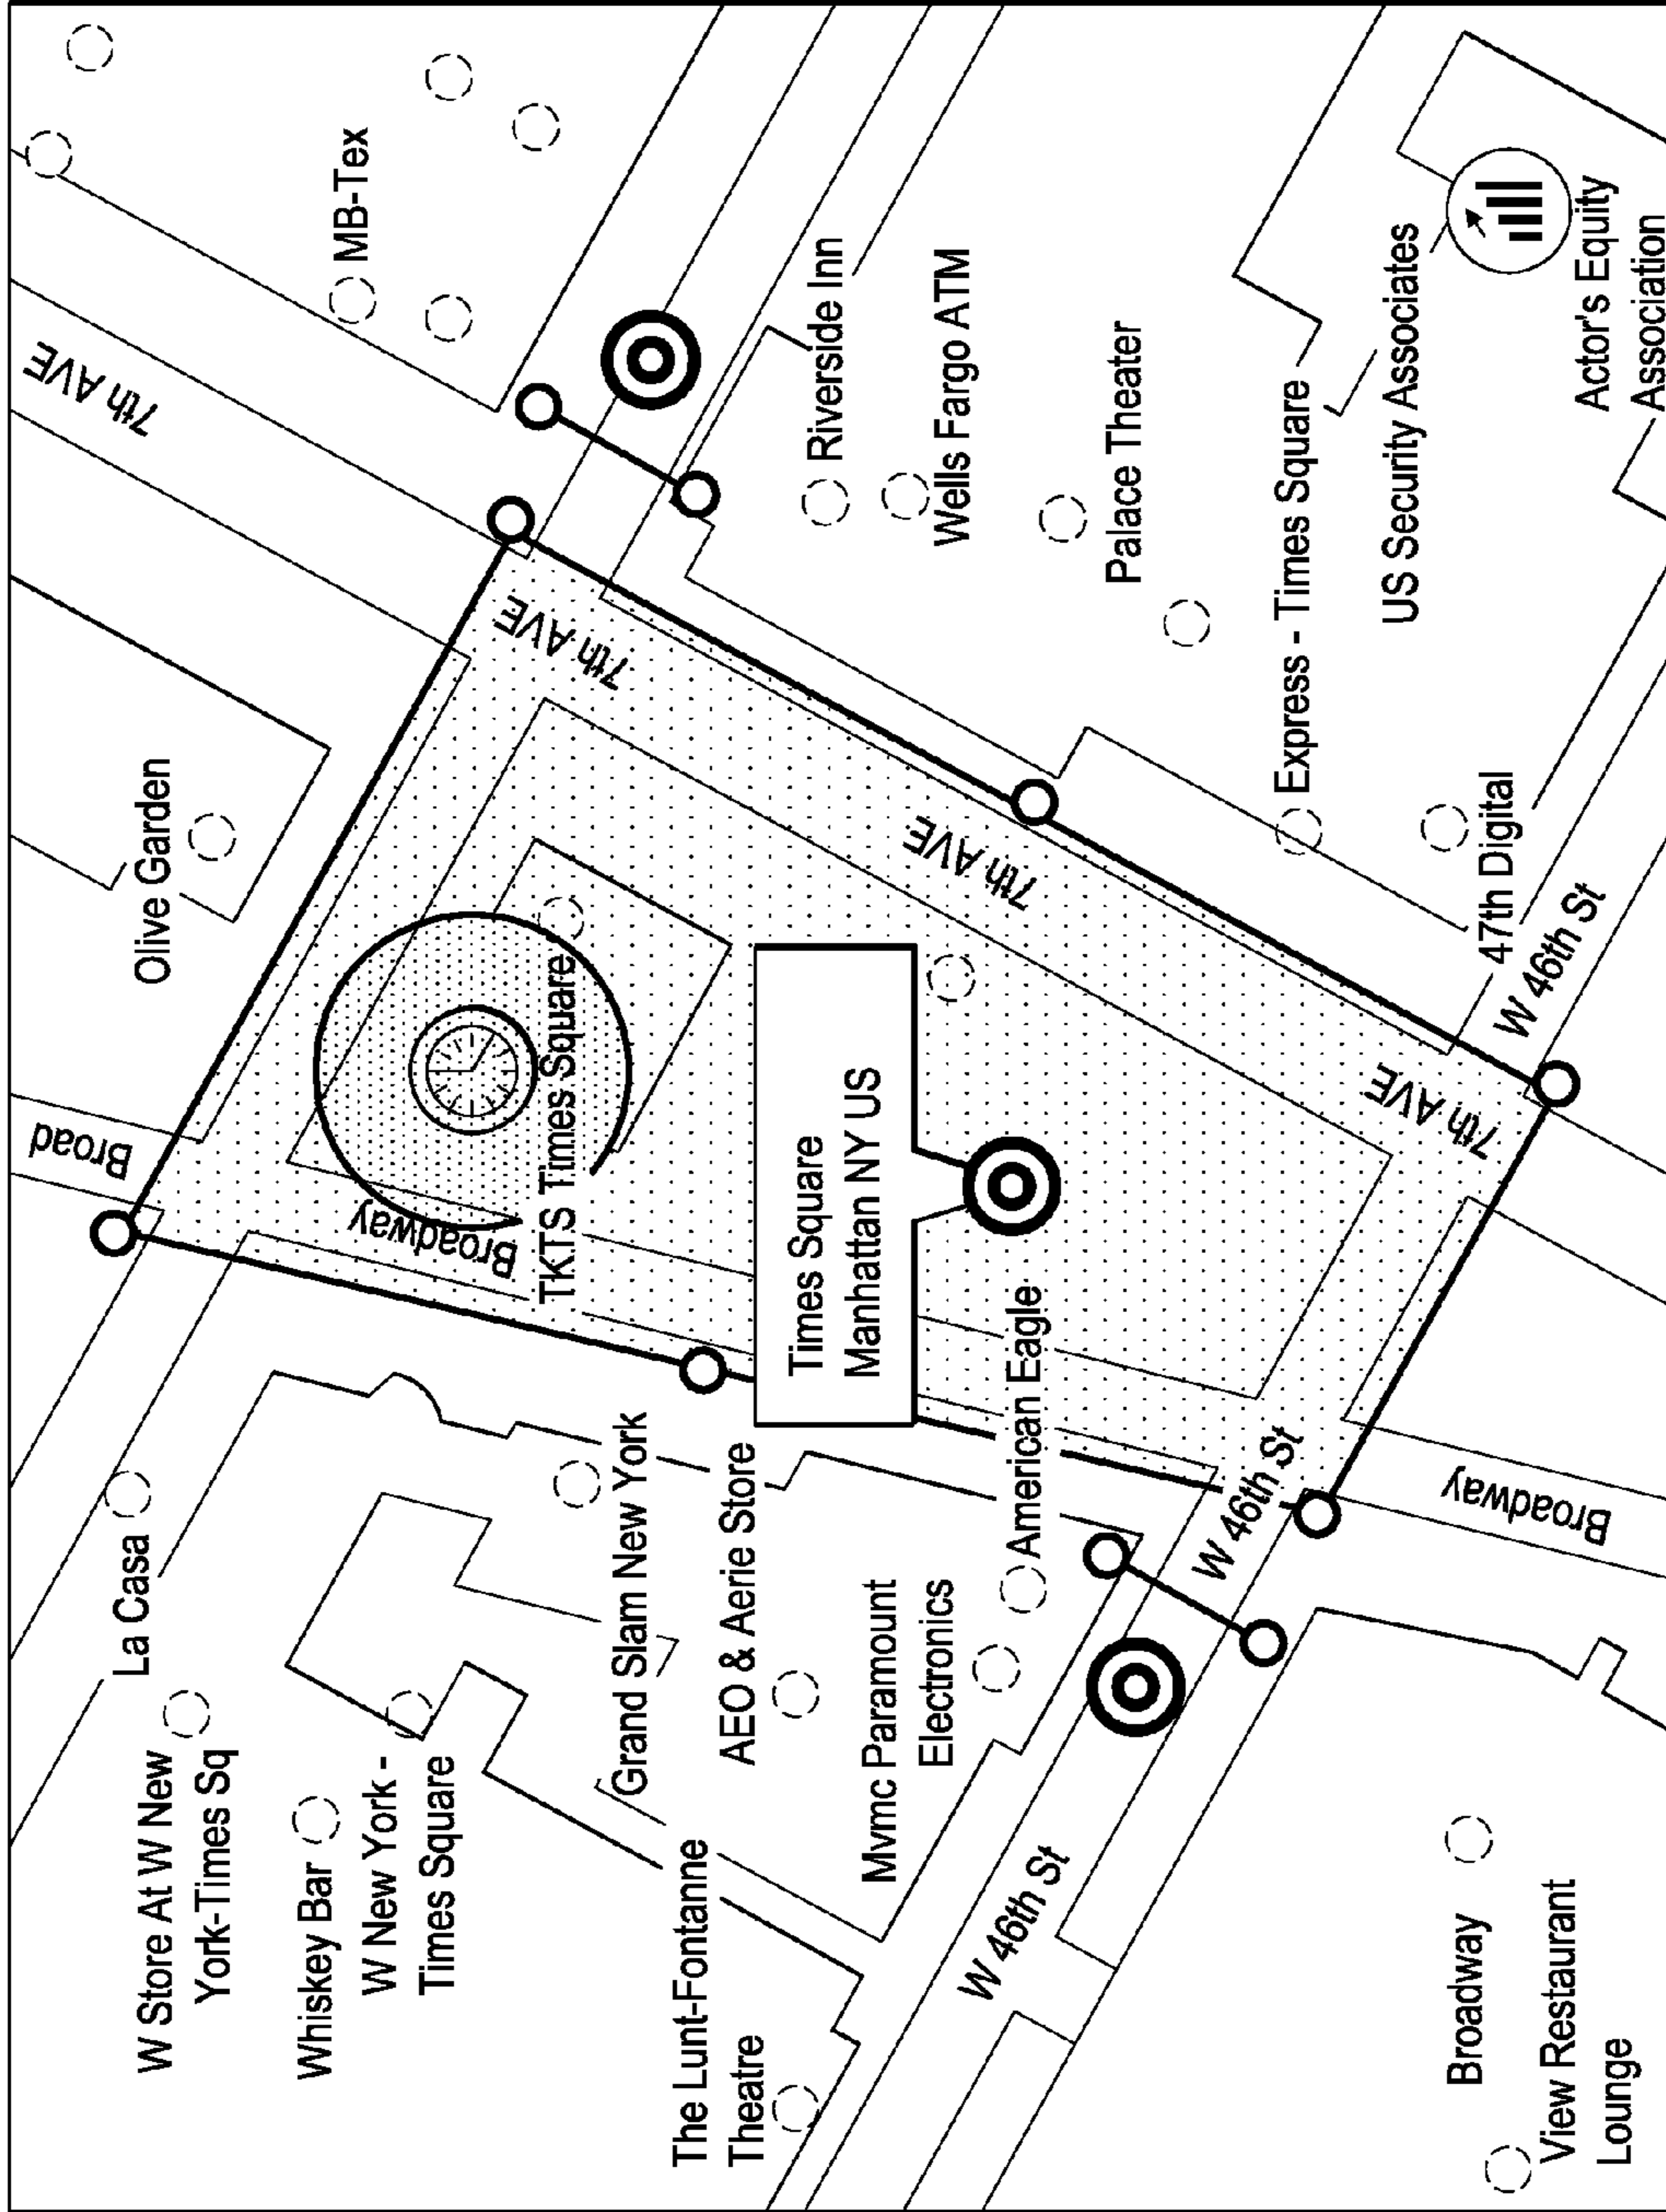 W Store At W New
York-Times Sq
La Casa
Olive Garden
Broad
7th AVE
MB-Tex
Whiskey Bar
W New York -
Times Square
Broadway
TKTS Times Square
7th AVE
Grand Slam New York
AEO & Aerie Store
The Lunt-Fontanne
Theatre
Times Square
Manhattan NY US
Riverside Inn
Wells Fargo ATM
7th AVE
Mvmc Paramount
Electronics
American Eagle
Palace Theater
W 46th St
W 46th St
Express - Times Square
US Security Associates
7th AVE
47th Digital
W 46th St
Broadway
Actor's Equity
Association
Broadway
View Restaurant
Lounge